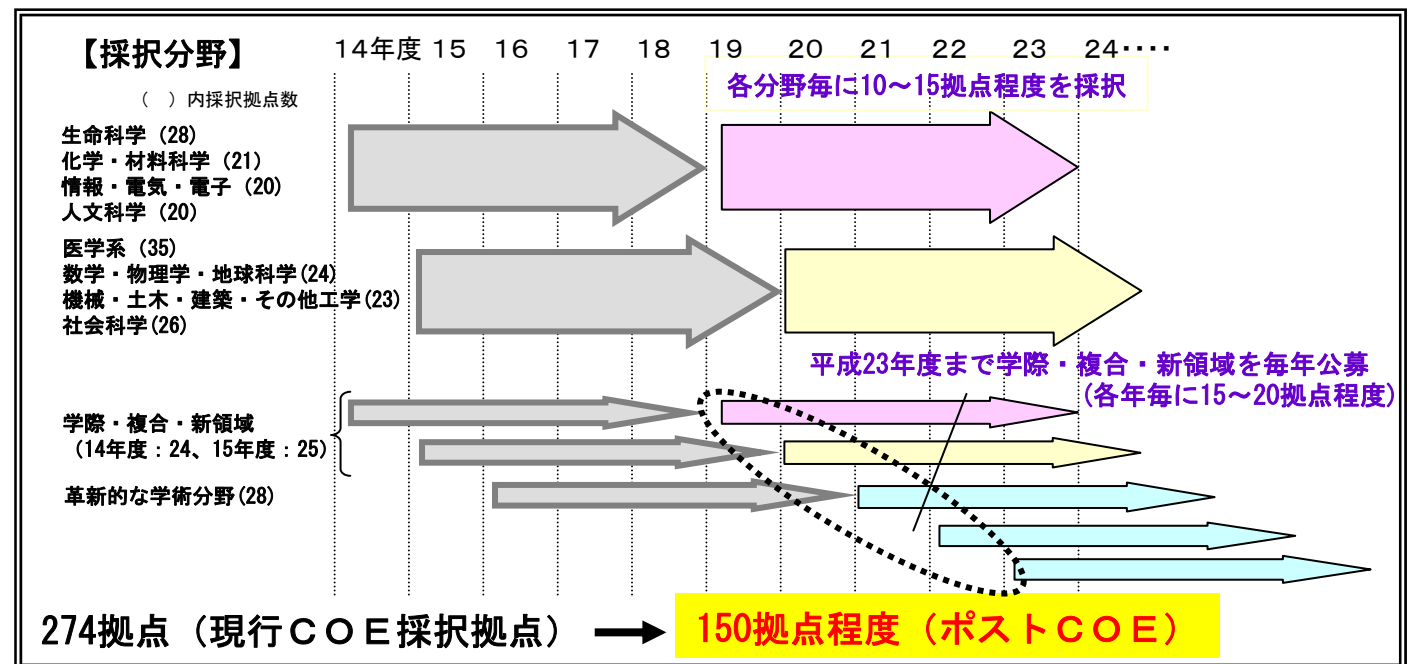 【採択分野】
14年度 15 16 17 18 19 20 21 22 23 24････
（　）内採択拠点数
各分野毎に10～15拠点程度を採択
生命科学（28）
化学・材料科学（21）
情報・電気・電子（20）
人文科学（20）
医学系（35）
数学・物理学・地球科学(24)
機械・土木・建築・その他工学(23)
社会科学(26)
平成23年度まで学際・複合・新領域を毎年公募
(各年毎に15～20拠点程度)
学際・複合・新領域
（14年度：24、15年度：25）
革新的な学術分野(28)
274拠点（現行ＣＯＥ採択拠点）
150拠点程度（ポストＣＯＥ）